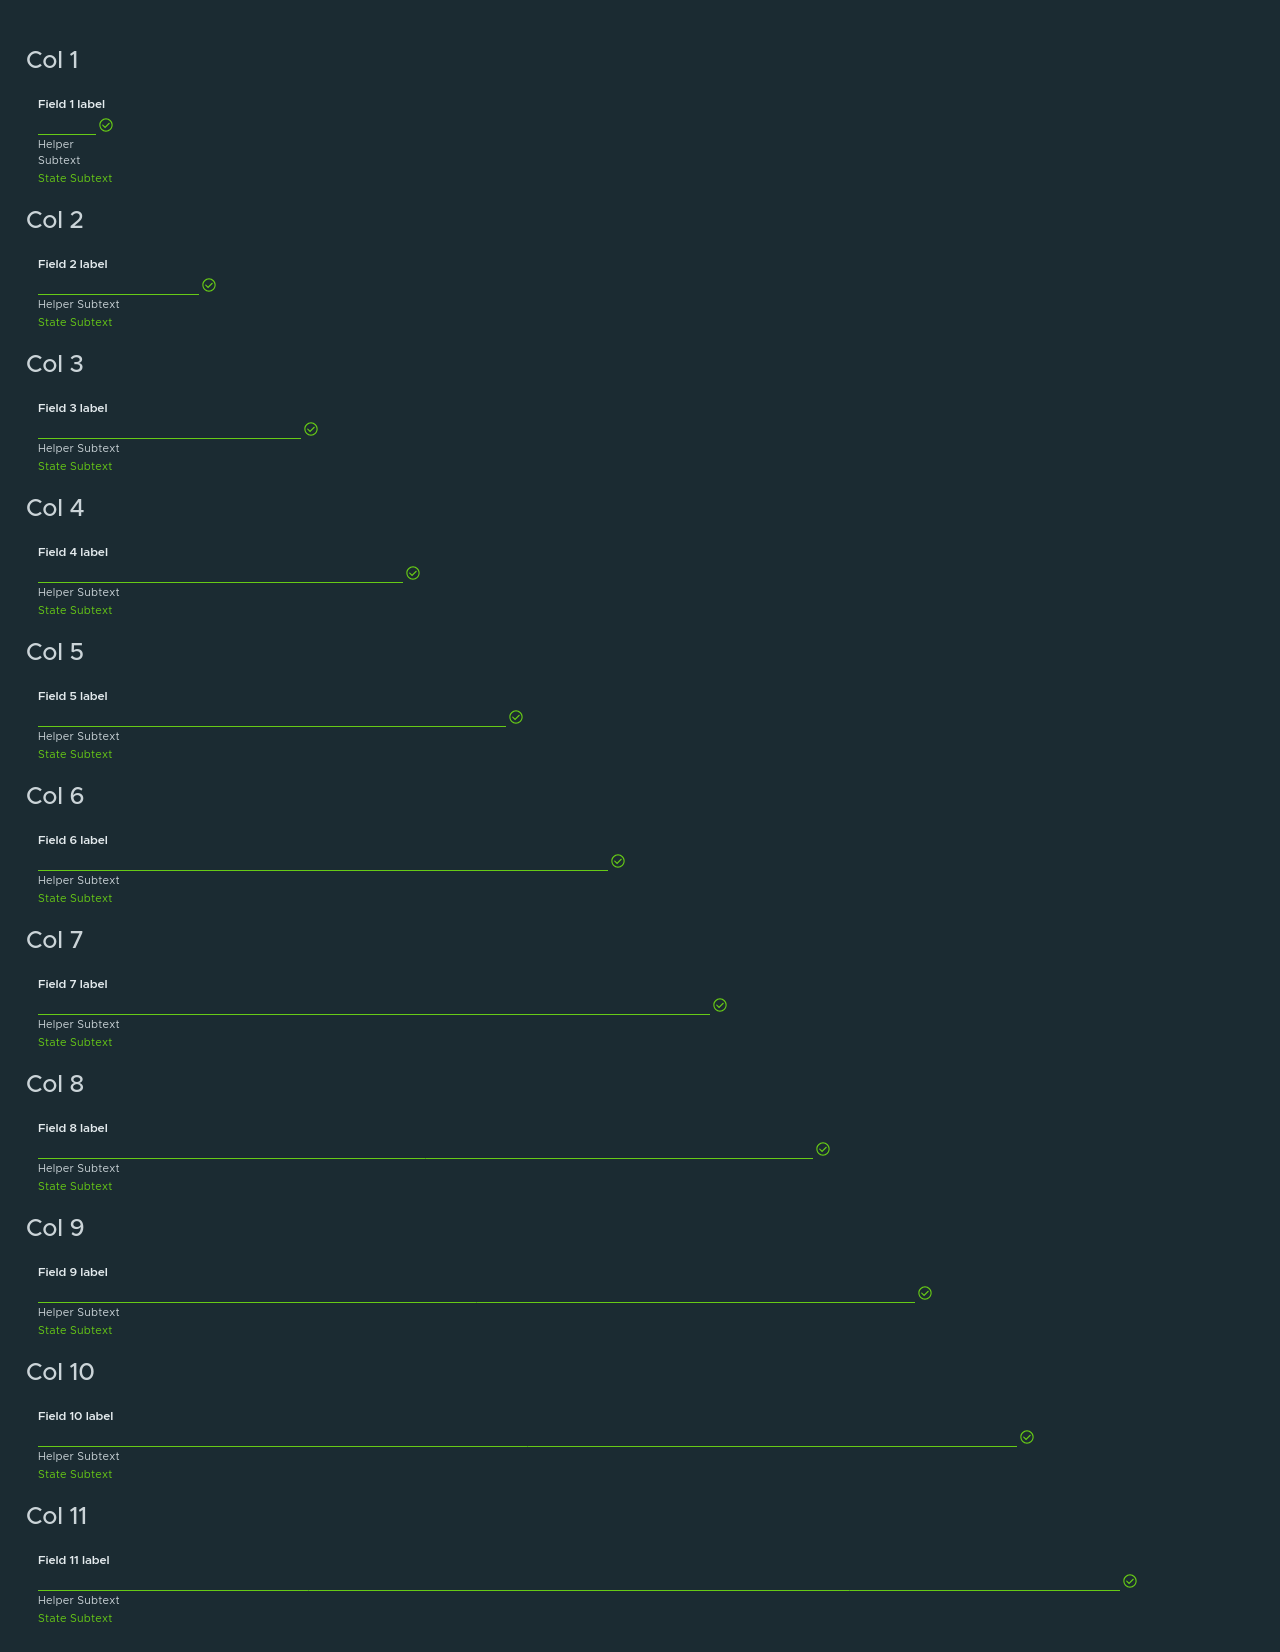 Col 1
Field 1 label
Helper
Subtext
State Subtext
Col 2
Field 2 label
Helper Subtext
State Subtext
Col 3
Field 3 label
Helper Subtext
State Subtext
Col 4
Field 4 label
Helper Subtext
State Subtext
Col 5
Field 5 label
Helper Subtext
State Subtext
Col 6
Field 6 label
Helper Subtext
State Subtext
Col 7
Field 7 label
Helper Subtext
State Subtext
Col 8
Field 8 label
Helper Subtext
State Subtext
Col 9
Field 9 label
Helper Subtext
State Subtext
Col 10
Field 10 label
Helper Subtext
State Subtext
Col 11
Field 11 label
Helper Subtext
State Subtext